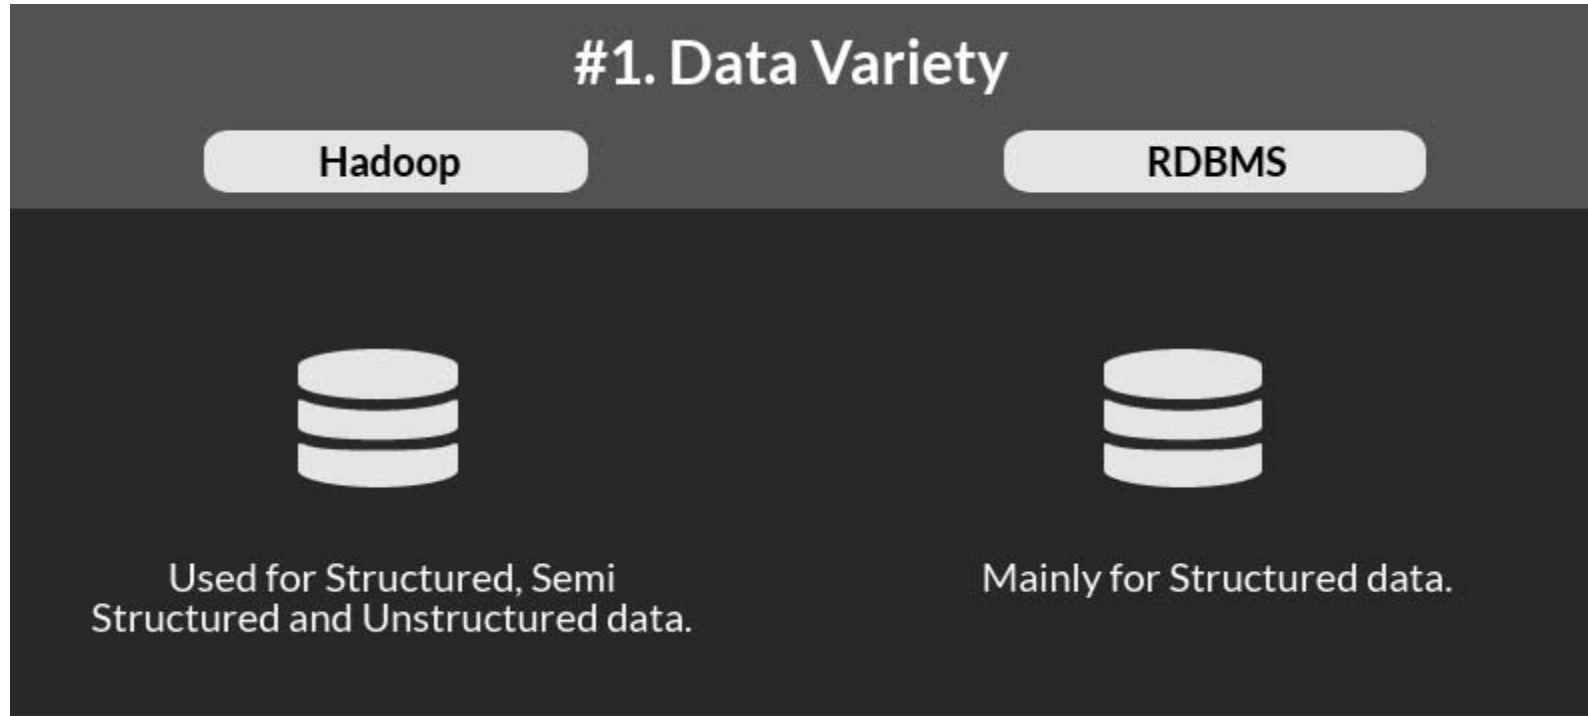 #1. Data Variety
Hadoop
RDBMS
Used for Structured, Semi
Structured and Unstructured data.
Mainly for Structured data.